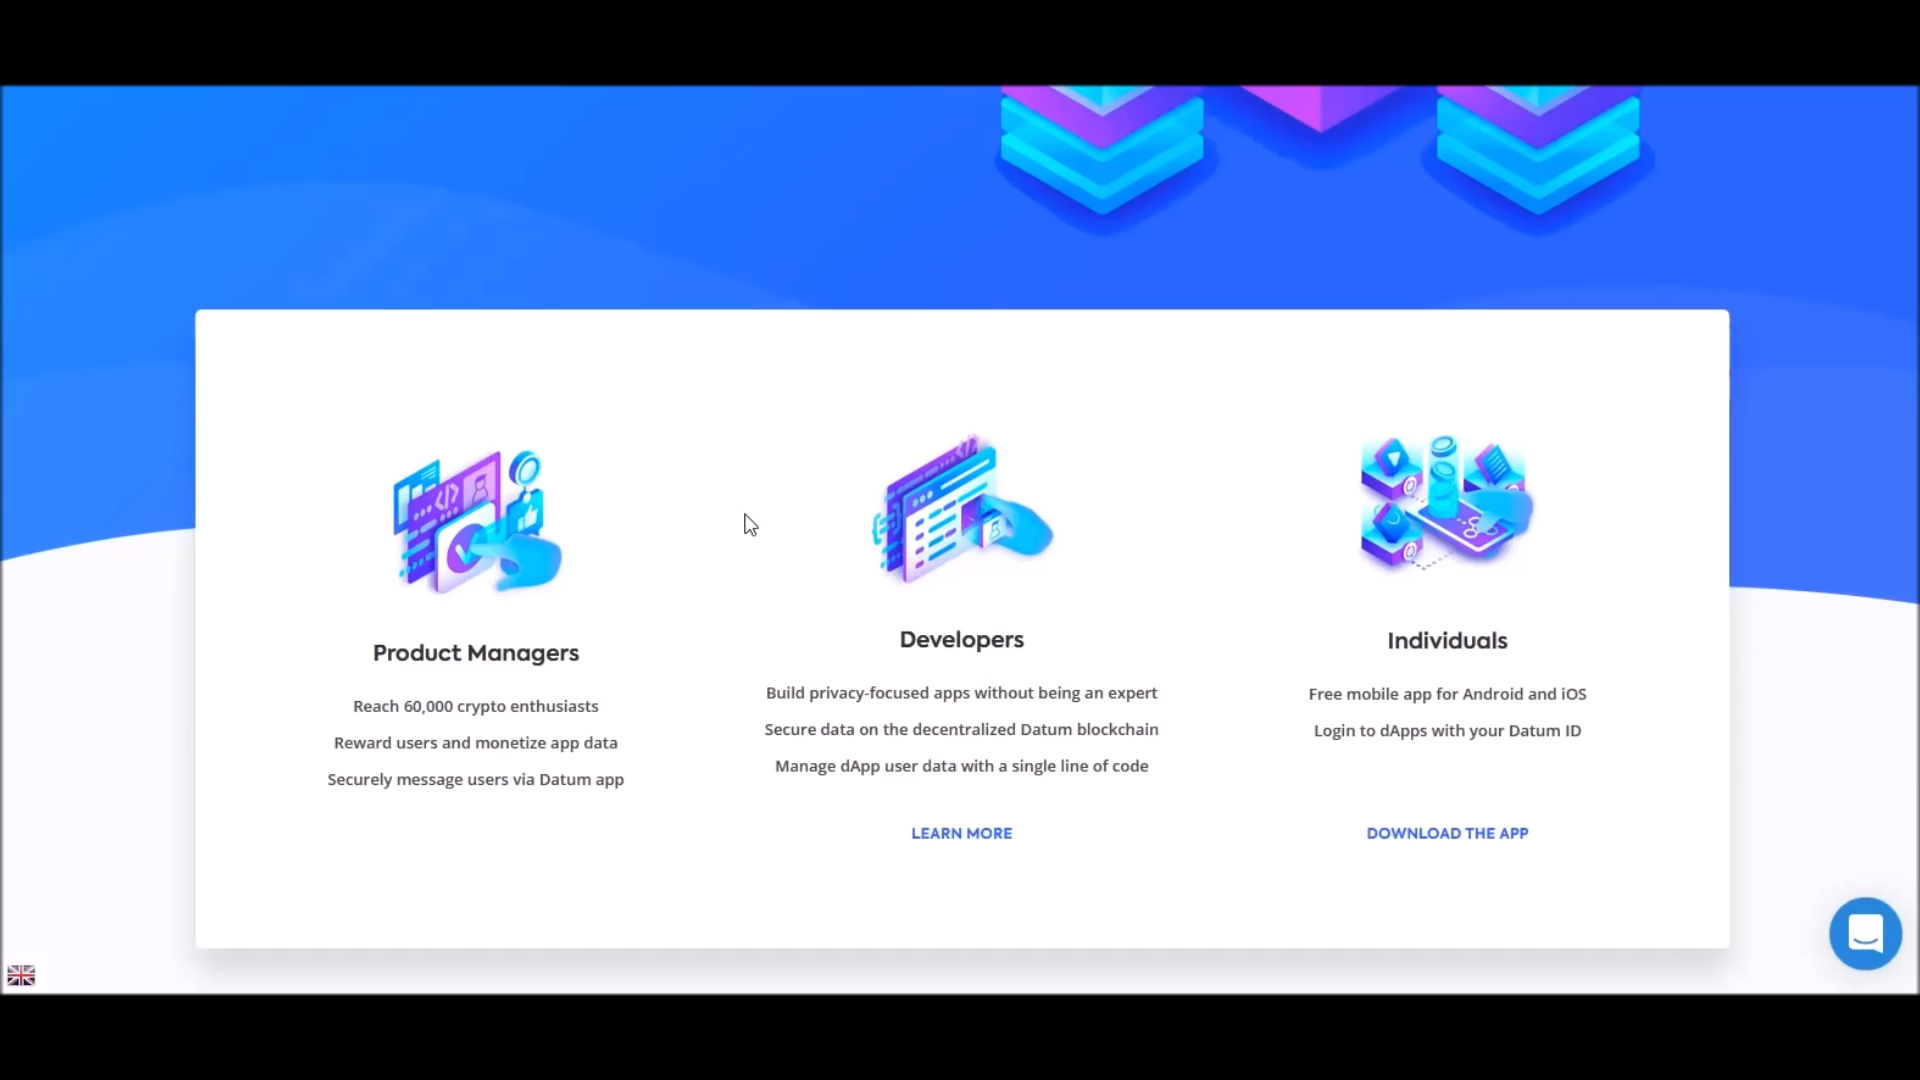 Product Managers
Reach 60,000 crypto enthusiasts
Reward users and monetize app data
Securely message users via Datum app
Developers
Build privacy-focused apps without being an expert
Secure data on the decentralized Datum blockchain
Manage dApp user data with a single line of code
LEARN MORE
Individuals
Free mobile app for Android and iOS
Login to dApps with your Datum ID
DOWNLOAD THE APP